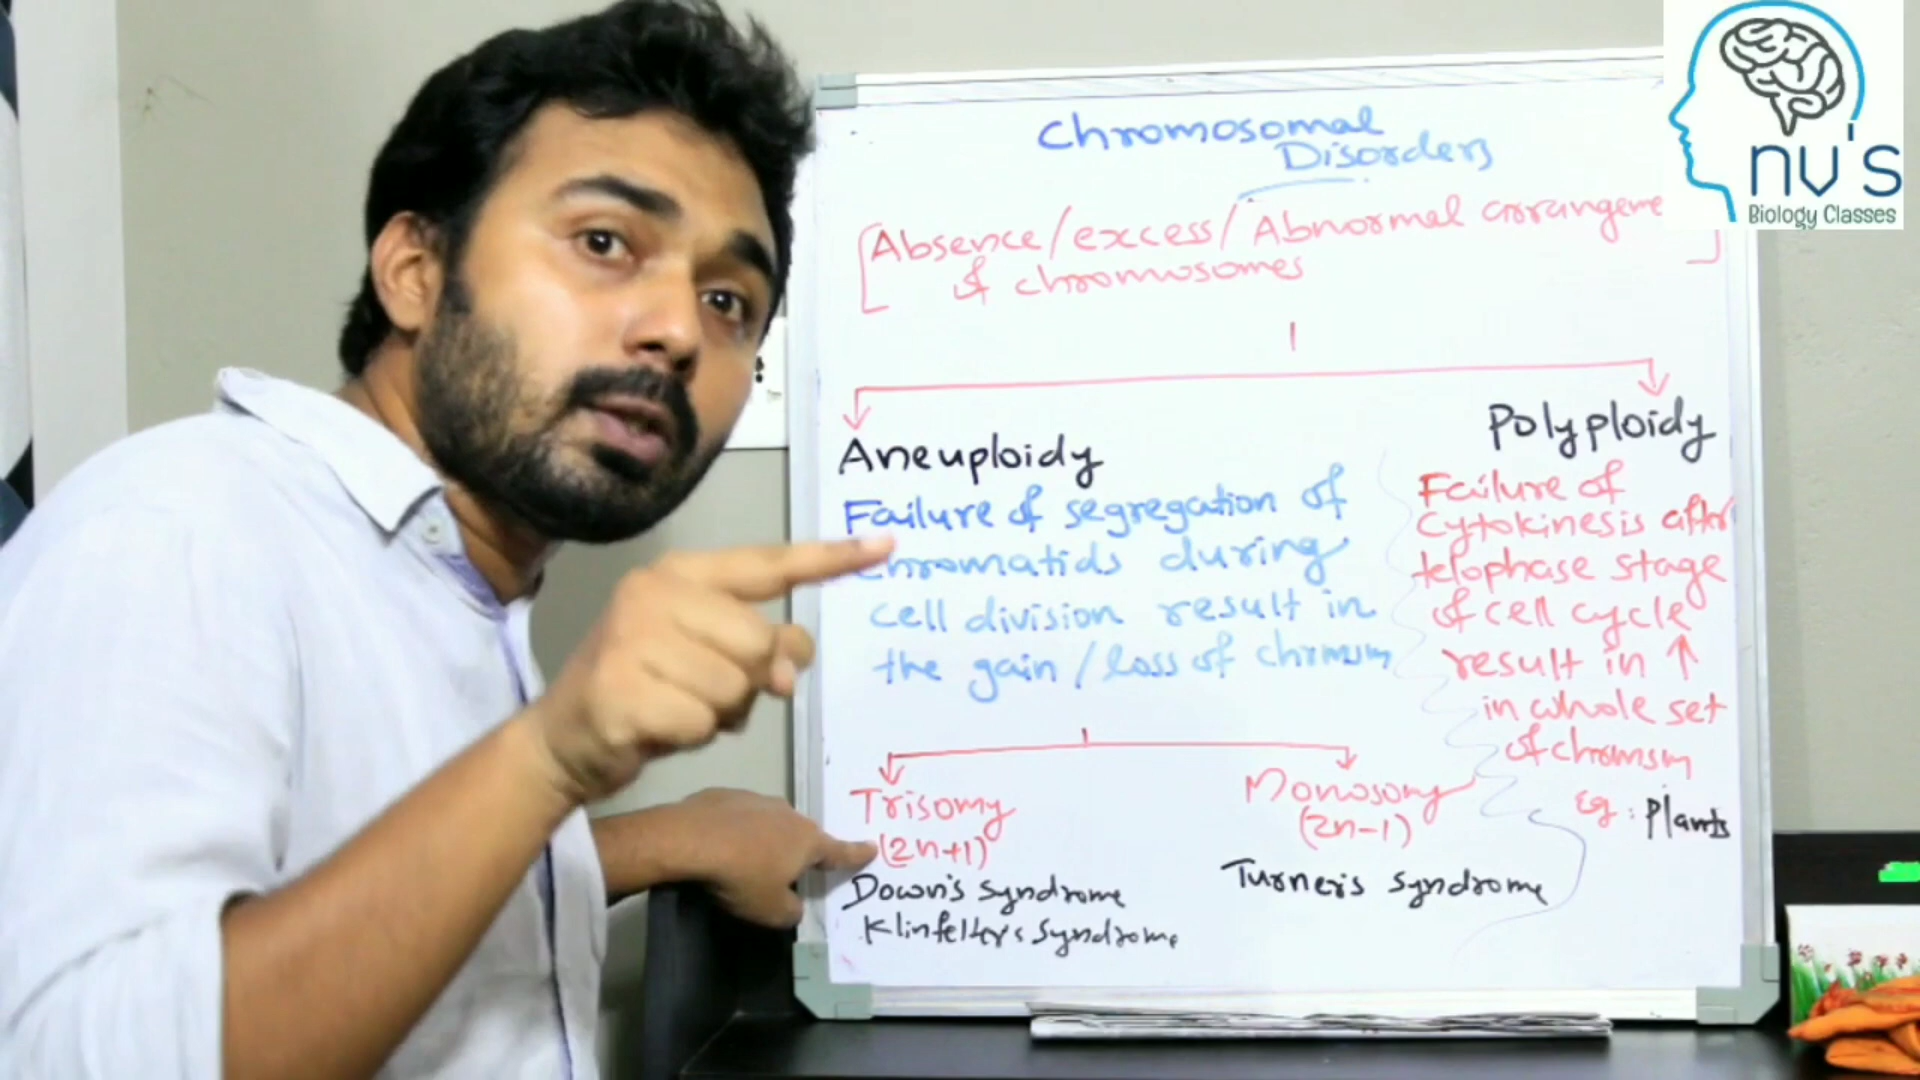 Chromosomal
Disorders
[Absence/excess/Abnormal arrangeme
of chromosomes]
Aneuploidy
Failure of segregation of
chromatids during
cell division result in
the gain/loss of chrmsm
Trisomy
(2n+1)
Down's syndrome
Klinfelter's syndrome
Monosomy
(2n-1)
Turner's syndrome
Polyploidy
Failure of
cytokinesis after
telophase stage
of cell cycle
result in ↑
in whole set
of chromsm
Eg: Plants
nv's
Biology Classes